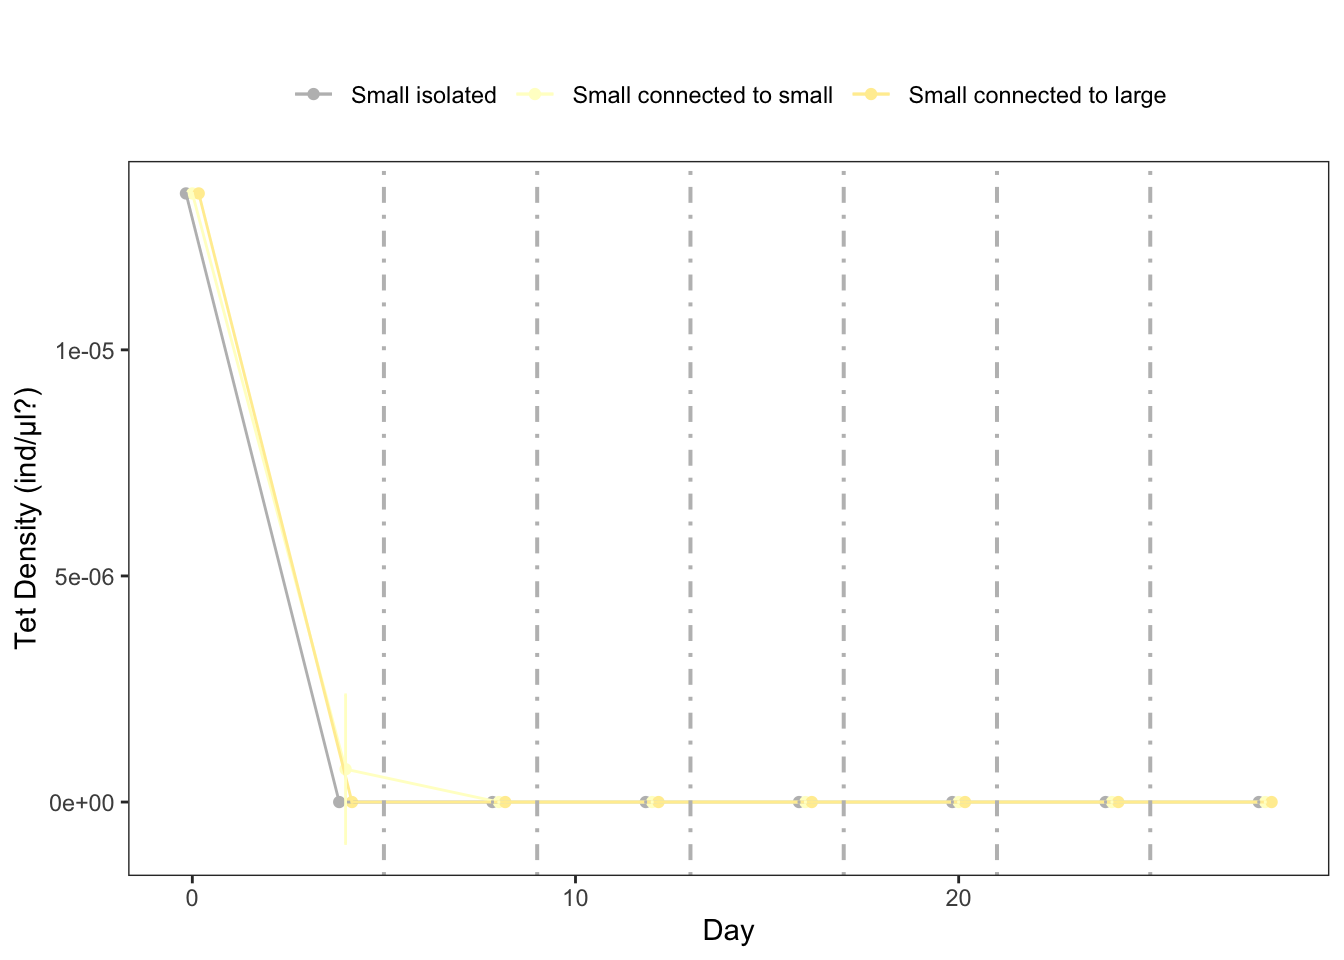 Small isolated Small connected to small Small connected to large
Tet Density (ind/µl?)
1e-05
5e-06
0e+00
0 10 20
Day